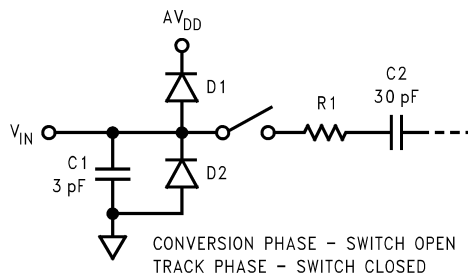 AVDD
D1
C2
30 pF
R1
VIN
C1
3 pF
D2
CONVERSION PHASE – SWITCH OPEN
TRACK PHASE – SWITCH CLOSED